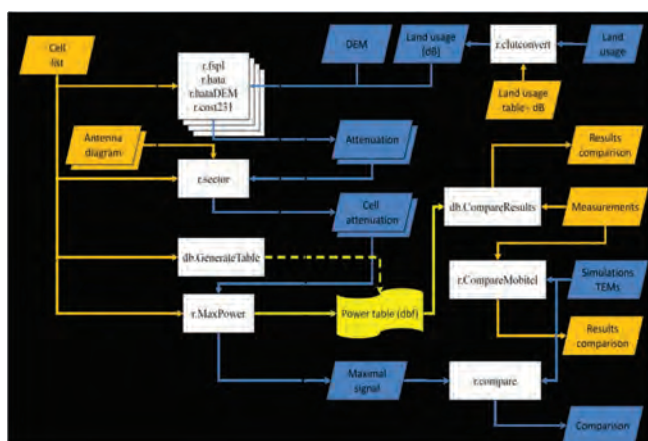 Cell
list
r.fspl
r.hata
r.hataDEM
r.cost231
DEM
Land usage
[dB]
r.clutconvert
Land
usage
Land usage
table - dB
Antenna
diagram
Attenuation
Results
comparison
r.sector
Cell
attenuation
db.CompareResults
Measurements
db.GenerateTable
r.CompareMobitel
Simulations
TEMs
r.MaxPower
Power table (dbf)
Results
comparison
Maximal
signal
r.compare
Comparison